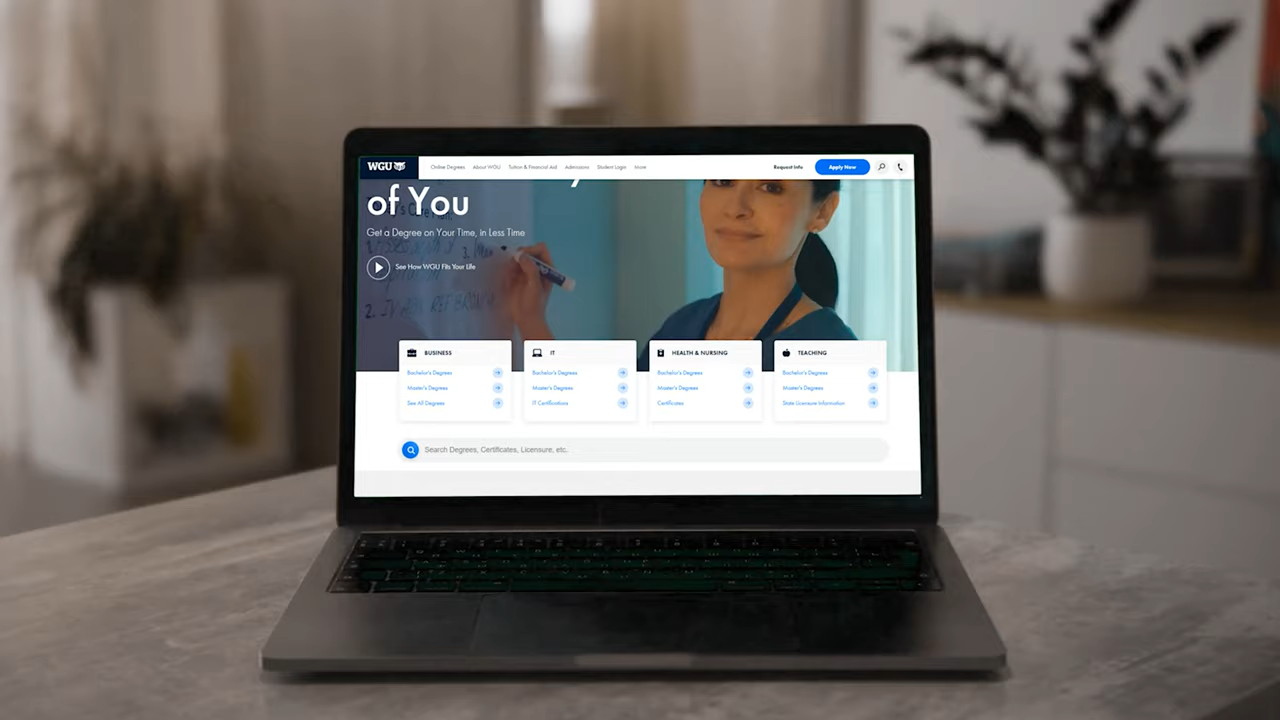 WGU
Online Degrees About WGU Tuition & Financial Aid Admissions Student Login More
Request Info
Apply Now
of You
Get a Degree on Your Time, in Less Time
See How WGU Fits Your Life
BUSINESS
Bachelor's Degrees
Master's Degrees
See All Degrees
IT
Bachelor's Degrees
Master's Degrees
IT Certifications
HEALTH & NURSING
Bachelor's Degrees
Master's Degrees
Certificates
TEACHING
Bachelor's Degrees
Master's Degrees
State Licensure Information
Search Degrees, Certificates, Licensure, etc.